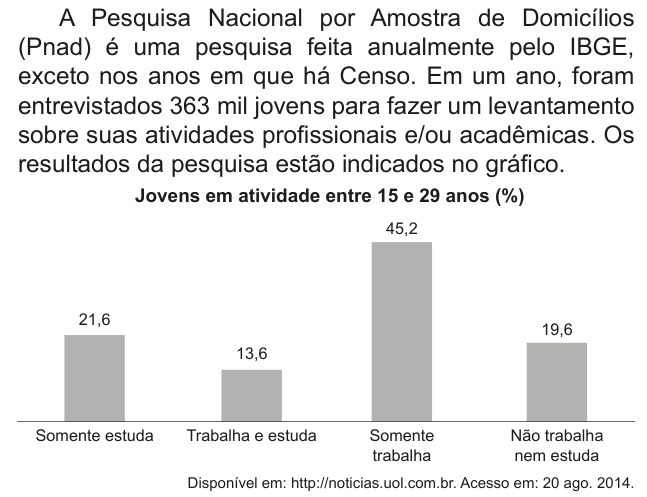 A Pesquisa Nacional por Amostra de Domicílios
(Pnad) é uma pesquisa feita anualmente pelo IBGE,
exceto nos anos em que há Censo. Em um ano, foram
entrevistados 363 mil jovens para fazer um levantamento
sobre suas atividades profissionais e/ou acadêmicas. Os
resultados da pesquisa estão indicados no gráfico.
Jovens em atividade entre 15 e 29 anos (%)
45,2
21,6
19,6
13,6
Somente estuda
Trabalha e estuda
Somente
trabalha
Não trabalha
nem estuda
Disponível em: http://noticias.uol.com.br. Acesso em: 20 ago. 2014.